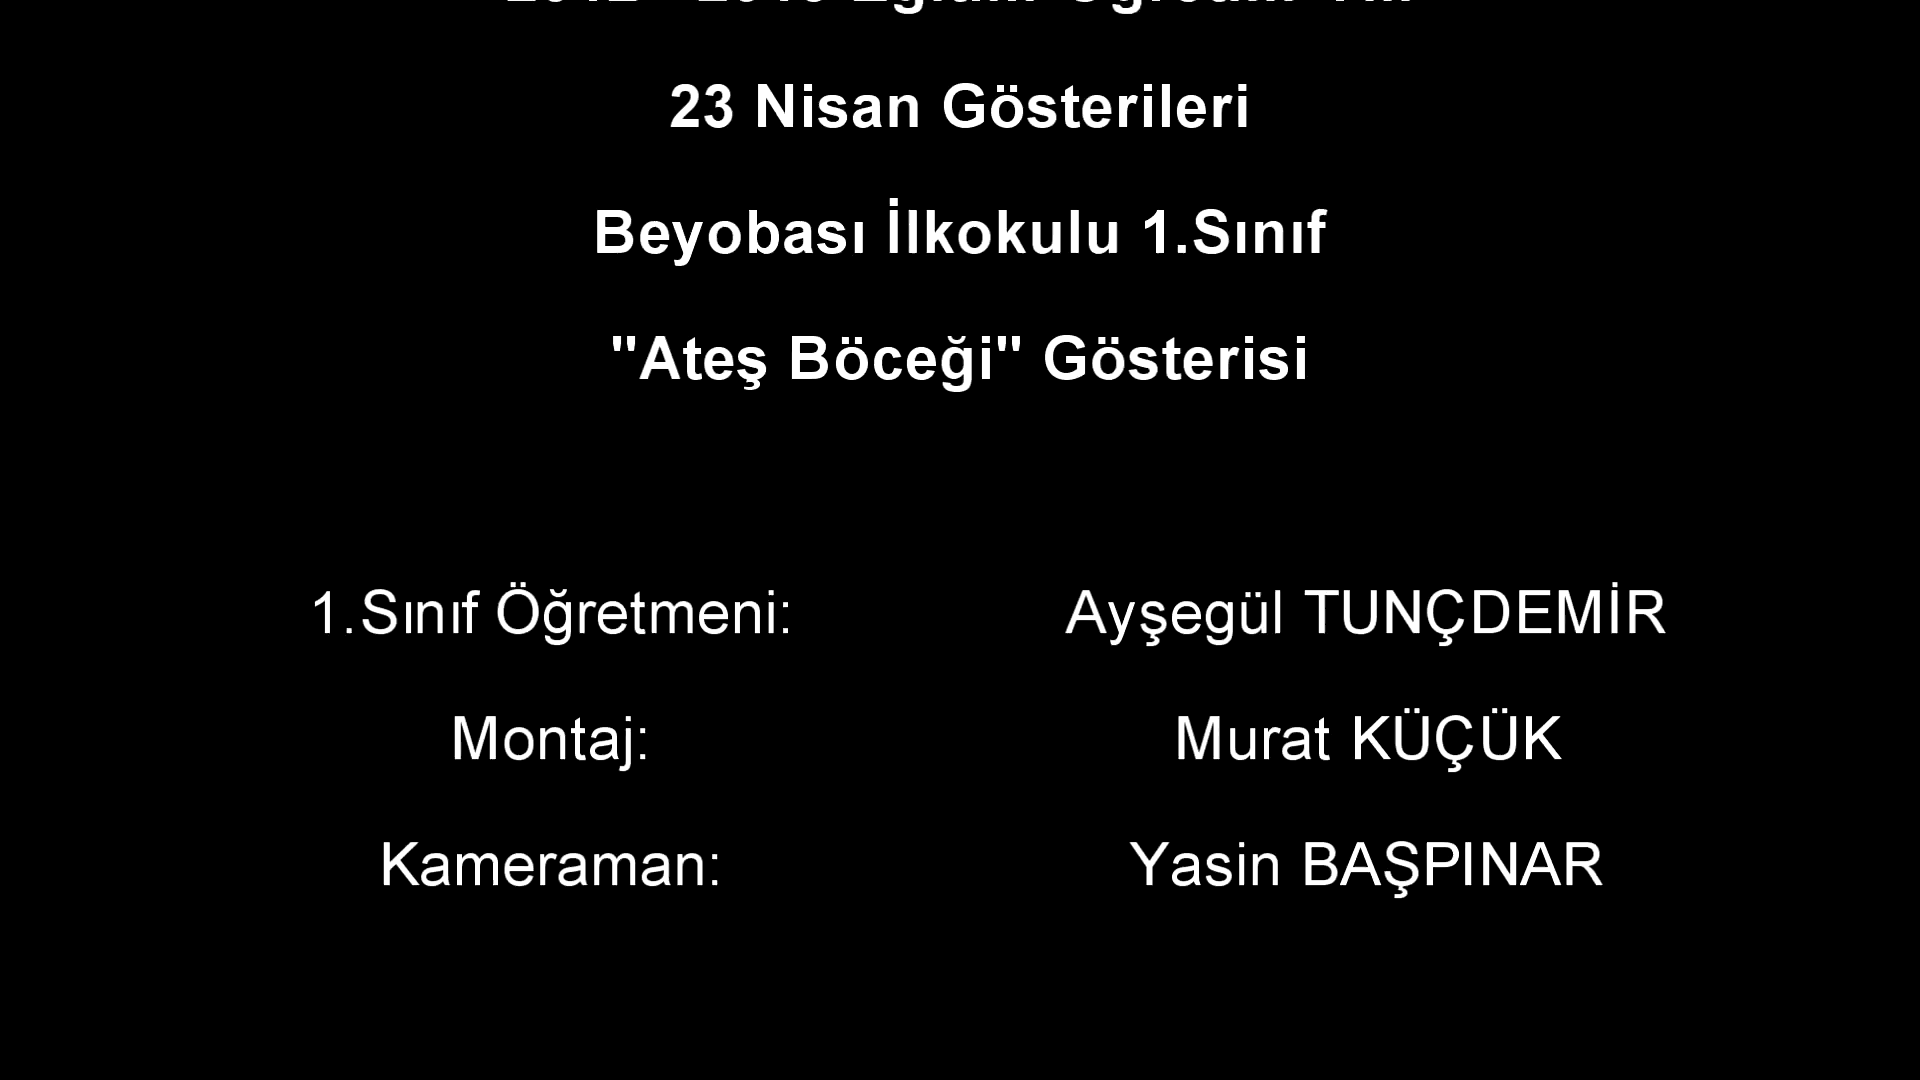 23 Nisan Gösterileri
Beyobası İlkokulu 1.Sınıf
"Ateş Böceği" Gösterisi
1.Sınıf Öğretmeni: Ayşegül TUNÇDEMİR
Montaj: Murat KÜÇÜK
Kameraman: Yasin BAŞPINAR